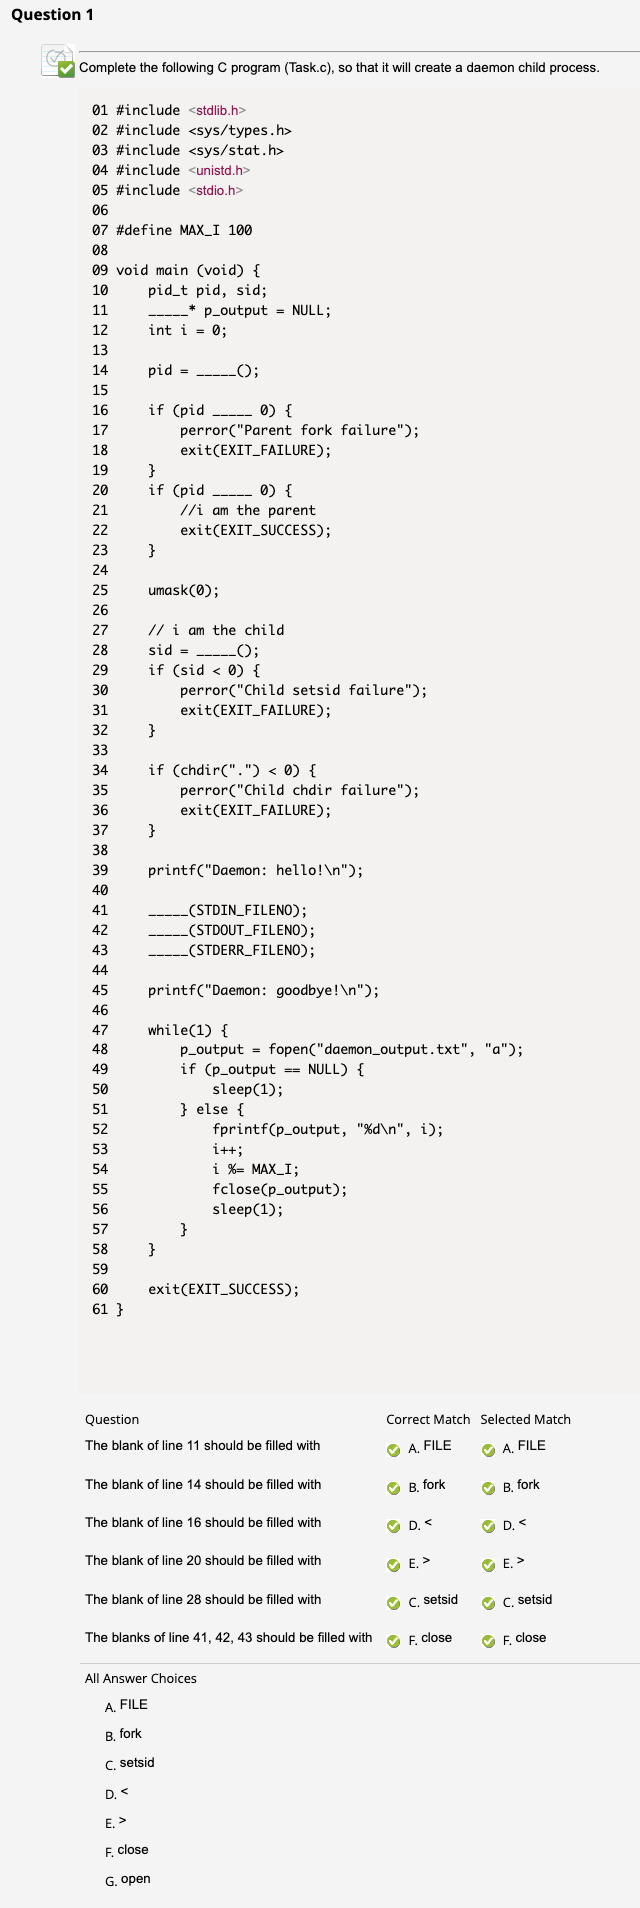 Question 1
Complete the following C program (Task.c), so that it will create a daemon child process.
01 #include <stdlib.h>
02 #include <sys/types.h>
03 #include <sys/stat.h>
04 #include <unistd.h>
05 #include <stdio.h>
06
07 #define MAX_I 100
08
09 void main (void) {
10     pid_t pid, sid;
11     _____* p_output = NULL;
12     int i = 0;
13
14     pid = _____();
15
16     if (pid _____ 0) {
17         perror("Parent fork failure");
18         exit(EXIT_FAILURE);
19     }
20     if (pid _____ 0) {
21         //i am the parent
22         exit(EXIT_SUCCESS);
23     }
24
25     umask(0);
26
27     // i am the child
28     sid = _____();
29     if (sid < 0) {
30         perror("Child setsid failure");
31         exit(EXIT_FAILURE);
32     }
33
34     if (chdir(".") < 0) {
35         perror("Child chdir failure");
36         exit(EXIT_FAILURE);
37     }
38
39     printf("Daemon: hello!\n");
40
41     _____(STDIN_FILENO);
42     _____(STDOUT_FILENO);
43     _____(STDERR_FILENO);
44
45     printf("Daemon: goodbye!\n");
46
47     while(1) {
48         p_output = fopen("daemon_output.txt", "a");
49         if (p_output == NULL) {
50             sleep(1);
51         } else {
52             fprintf(p_output, "%d\n", i);
53             i++;
54             i %= MAX_I;
55             fclose(p_output);
56             sleep(1);
57         }
58     }
59
60     exit(EXIT_SUCCESS);
61 }
Question Correct Match Selected Match
The blank of line 11 should be filled with A. FILE A. FILE
The blank of line 14 should be filled with B. fork B. fork
The blank of line 16 should be filled with D. < D. <
The blank of line 20 should be filled with E. > E. >
The blank of line 28 should be filled with C. setsid C. setsid
The blanks of line 41, 42, 43 should be filled with F. close F. close
All Answer Choices
A. FILE
B. fork
C. setsid
D. <
E. >
F. close
G. open